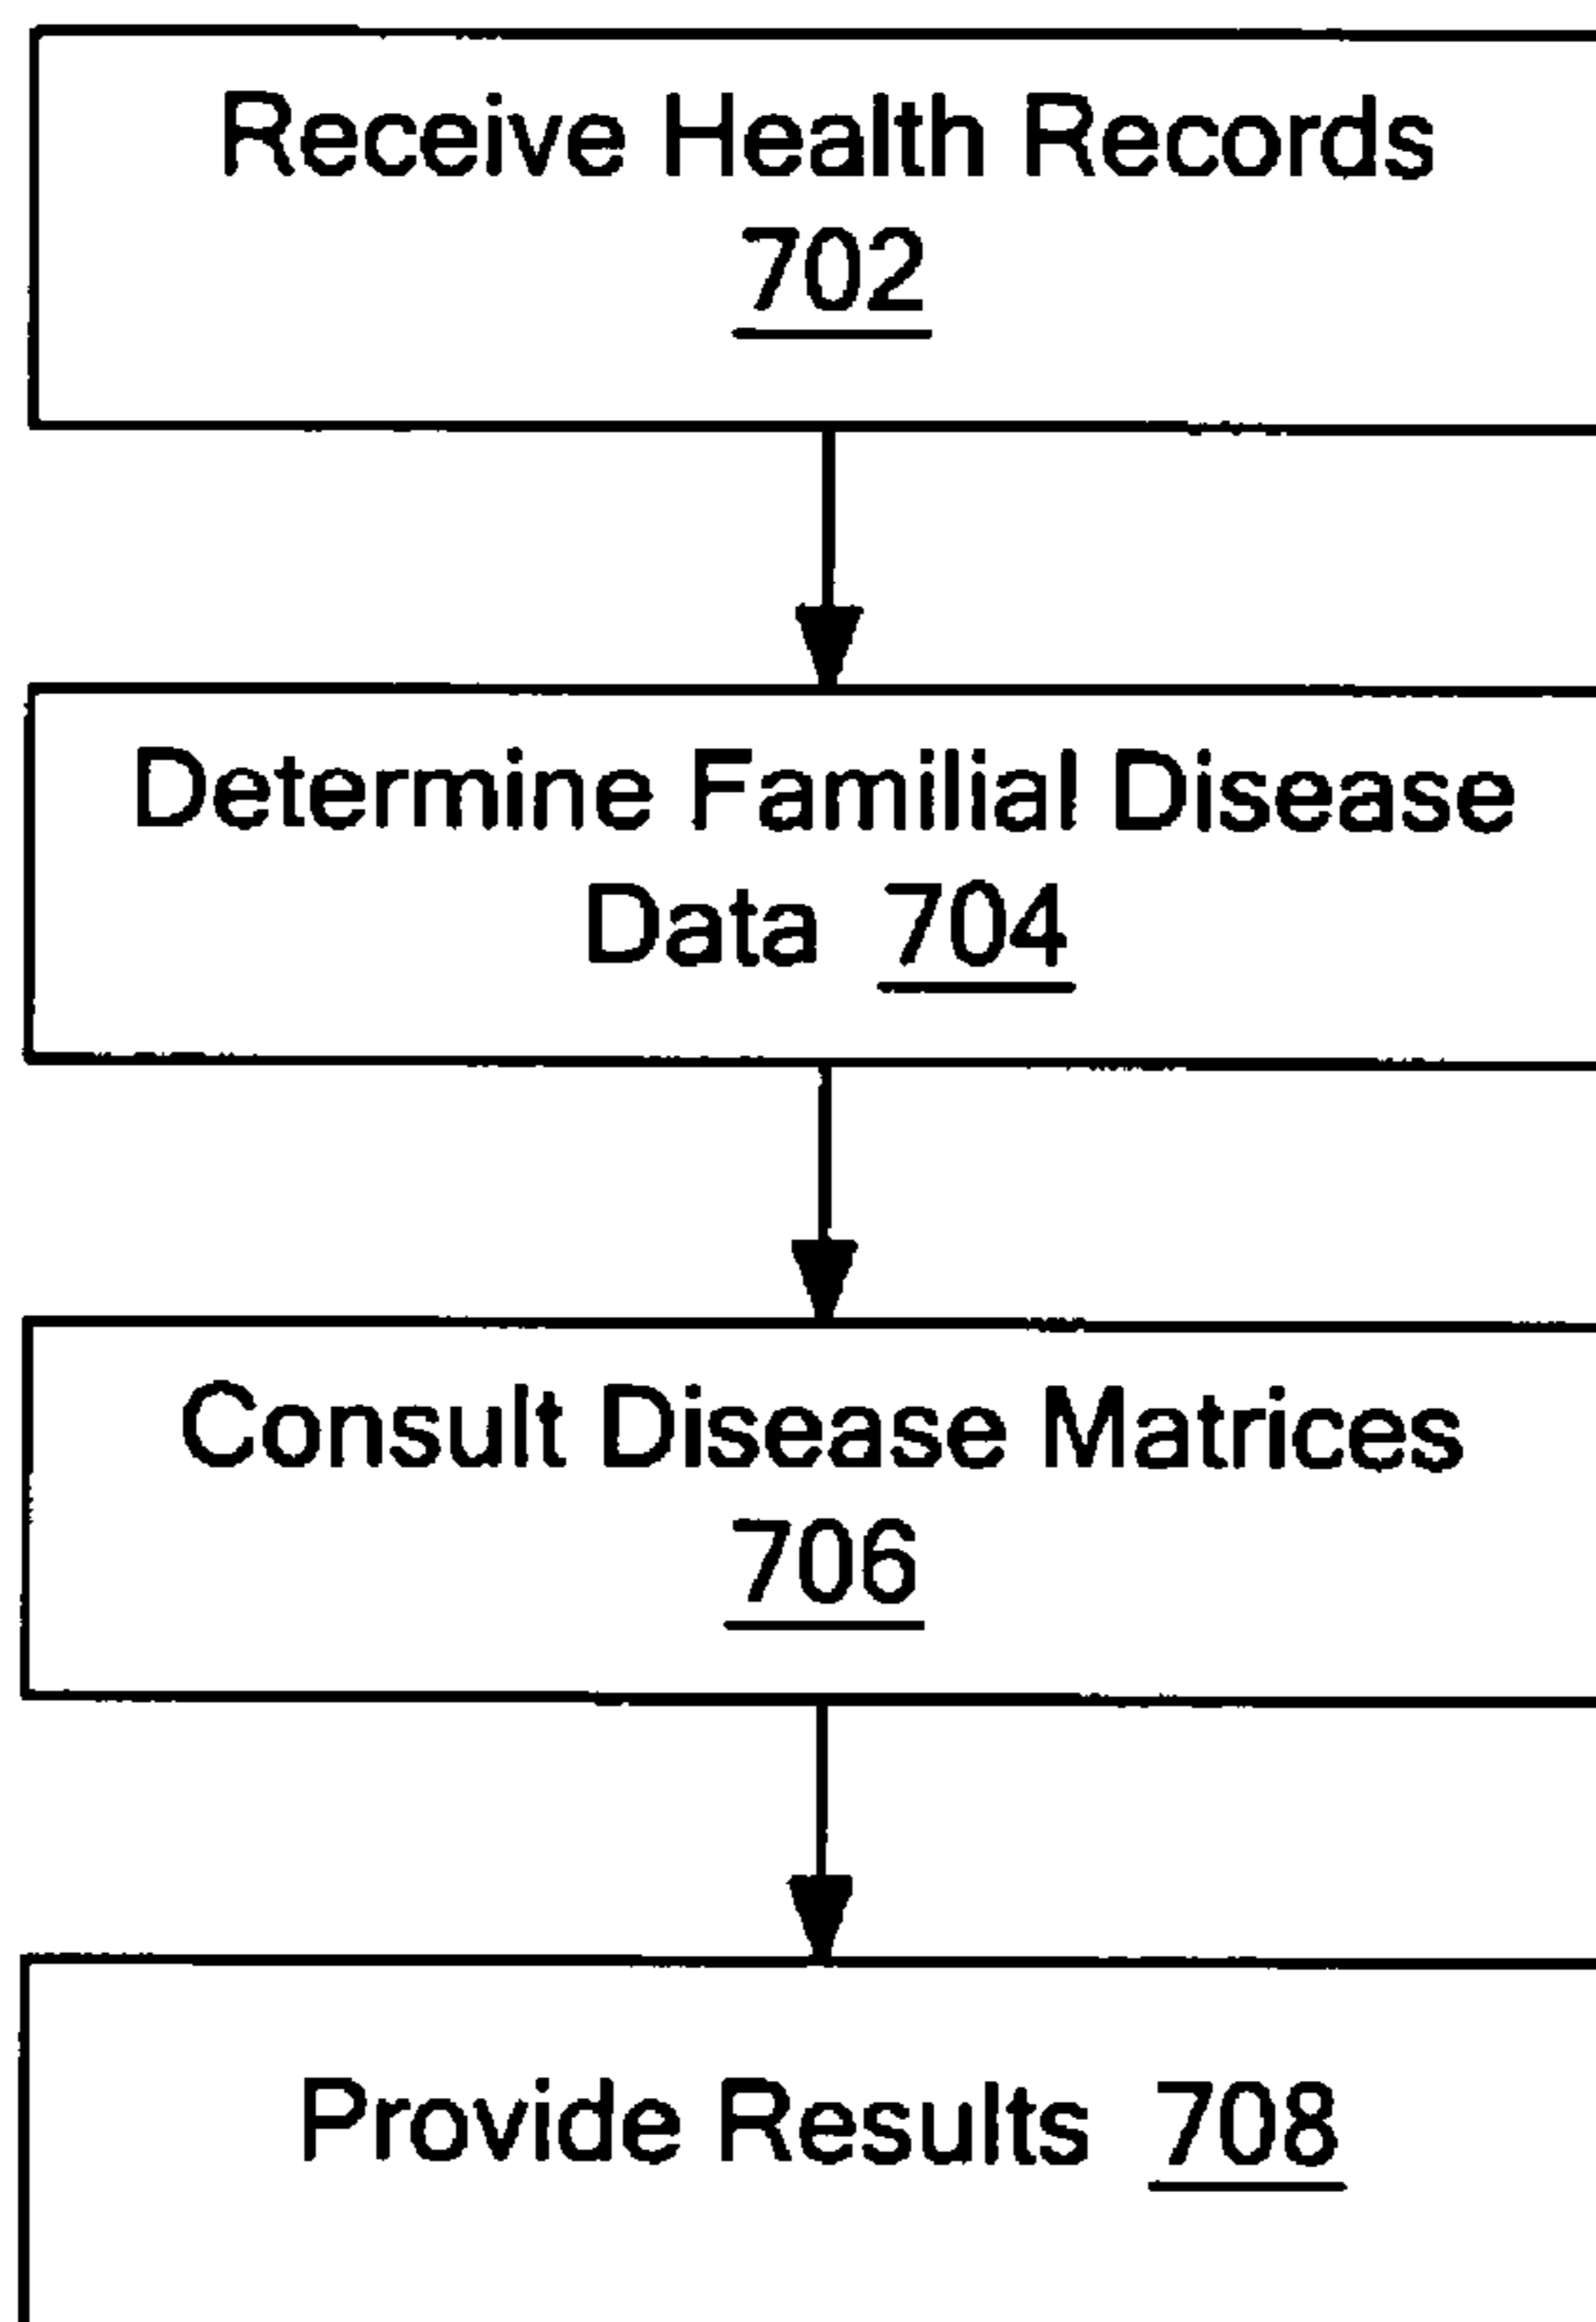 Receive Health Records
702
Determine Familial Disease
Data 704
Consult Disease Matrices
706
Provide Results 708